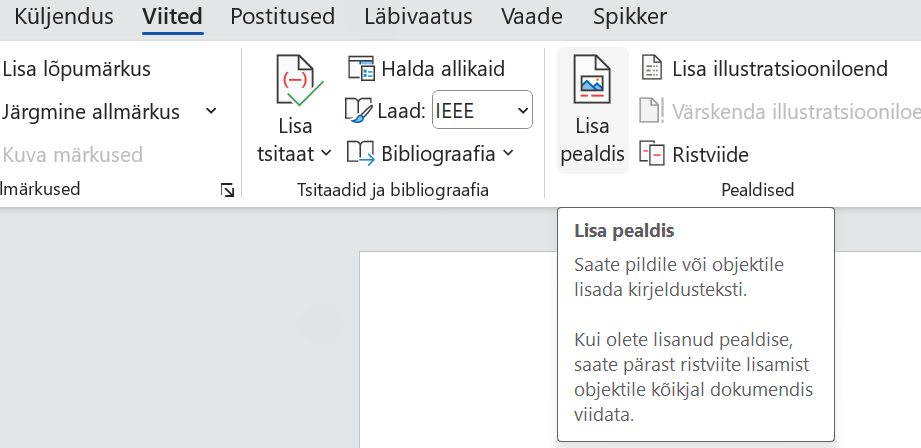 Küljendus Viited Postitused Läbivaatus Vaade Spikker
Lisa lõpumärkus
Järgmine allmärkus
Kuva märkused
lmärkused
Lisa
tsitaat
Halda allikaid
Laad: IEEE
Bibliograafia
Tsitaadid ja bibliograafia
Lisa
pealdis
Lisa illustratsiooniloend
Värskenda illustratsiooniloe
Ristviide
Pealdised
Lisa pealdis
Saate pildile või objektile
lisada kirjeldusteksti.
Kui olete lisanud pealdise,
saate pärast ristviite lisamist
objektile kõikjal dokumendis
viidata.